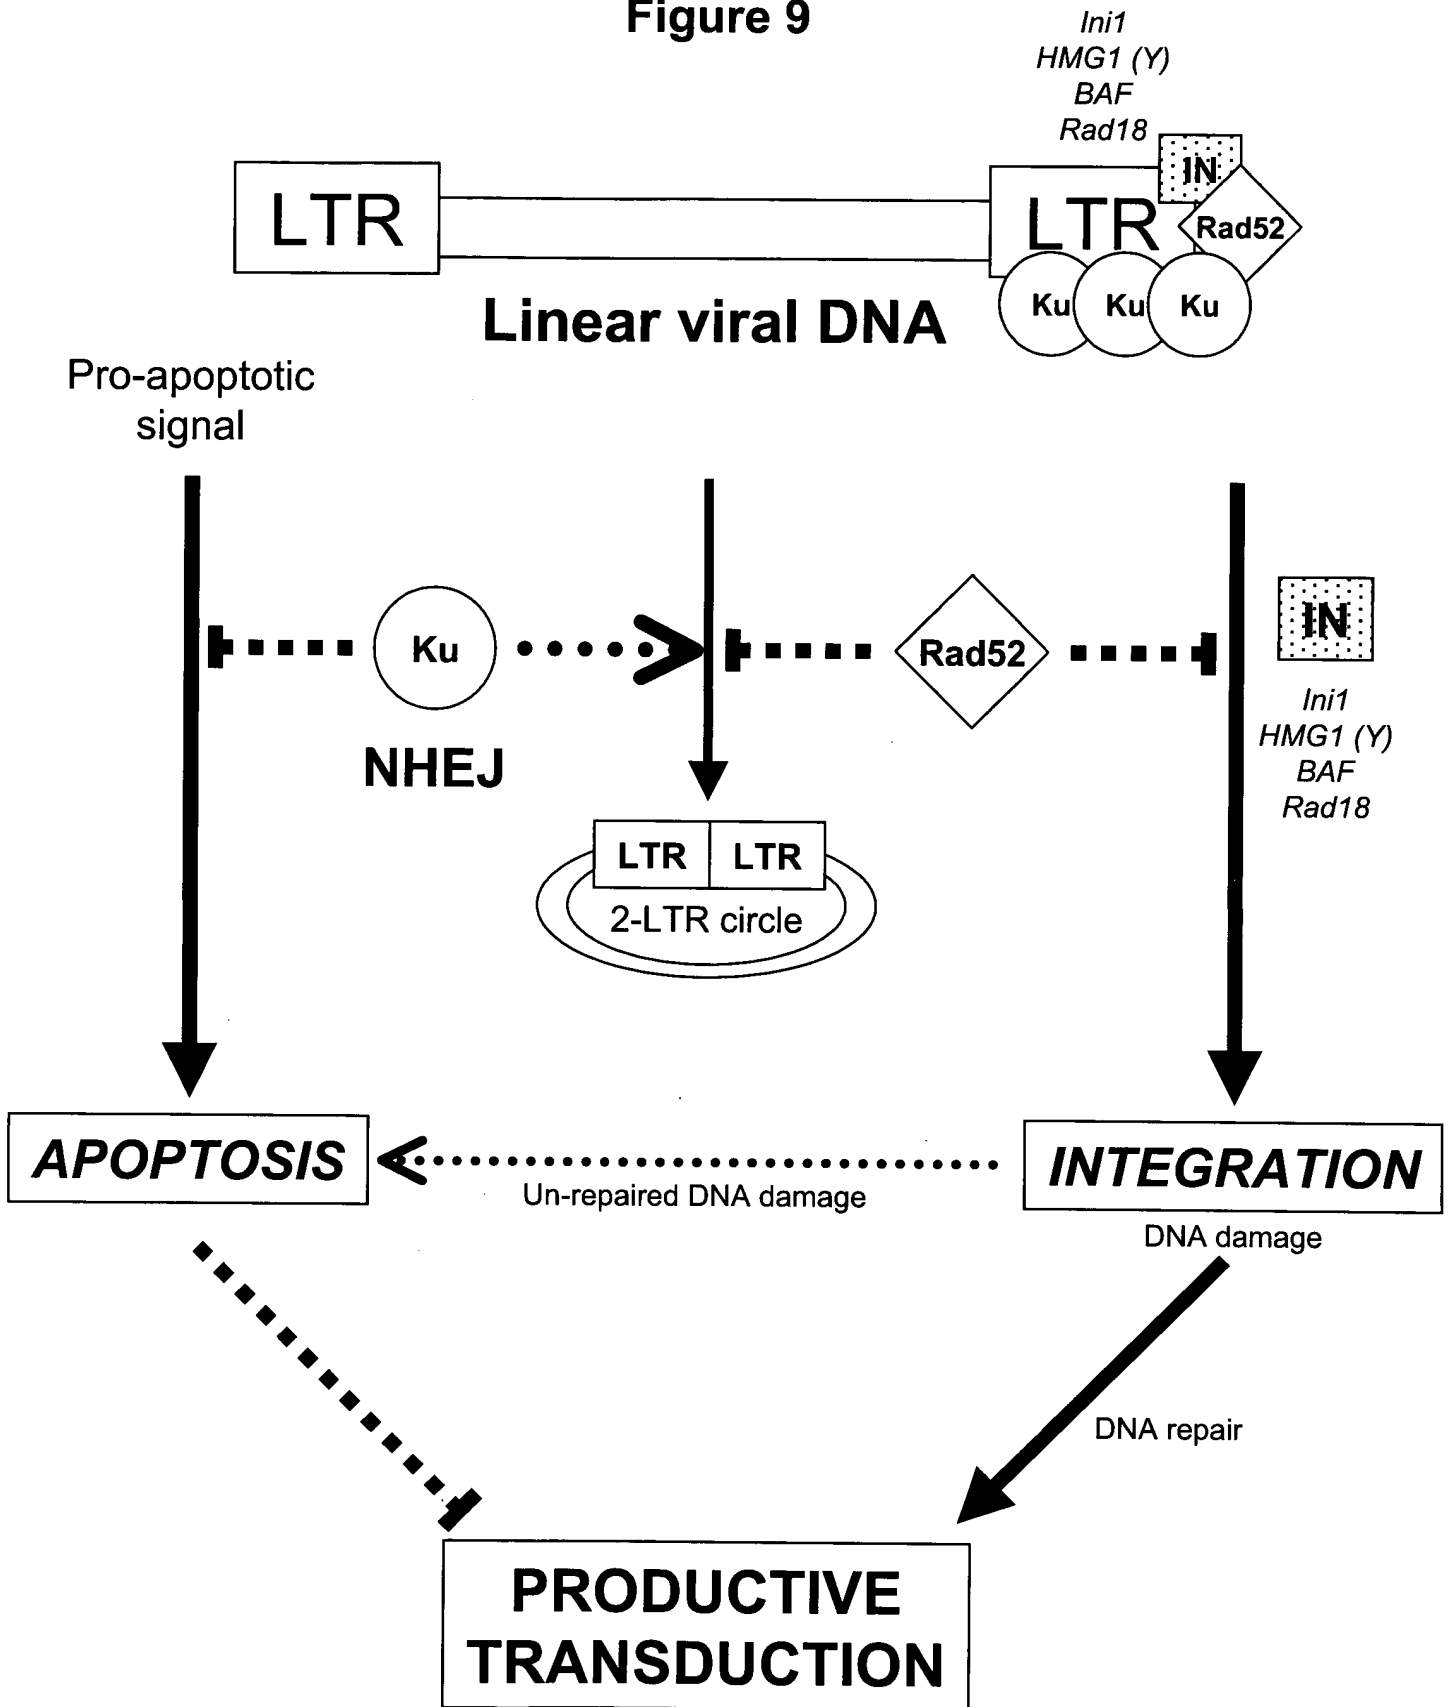 Figure 9
Ini1
HMG1 (Y)
BAF
Rad18
IN
LTR
LTR
Rad52
Ku
Ku
Ku
Linear viral DNA
Pro-apoptotic
signal
Ku
Rad52
IN
NHEJ
Ini1
HMG1 (Y)
BAF
Rad18
LTR
LTR
2-LTR circle
APOPTOSIS
INTEGRATION
Un-repaired DNA damage
DNA damage
DNA repair
PRODUCTIVE
TRANSDUCTION